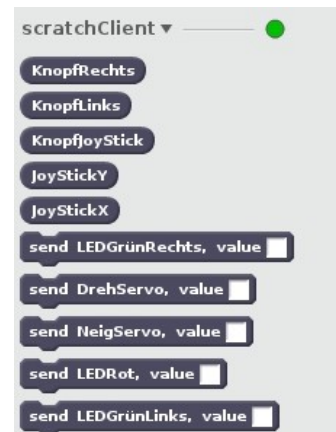 scratchClient
KnopfRechts
KnopfLinks
KnopfJoyStick
JoyStickY
JoyStickX
send LEDGrünRechts, value
send DrehServo, value
send NeigServo, value
send LEDRot, value
send LEDGrünLinks, value